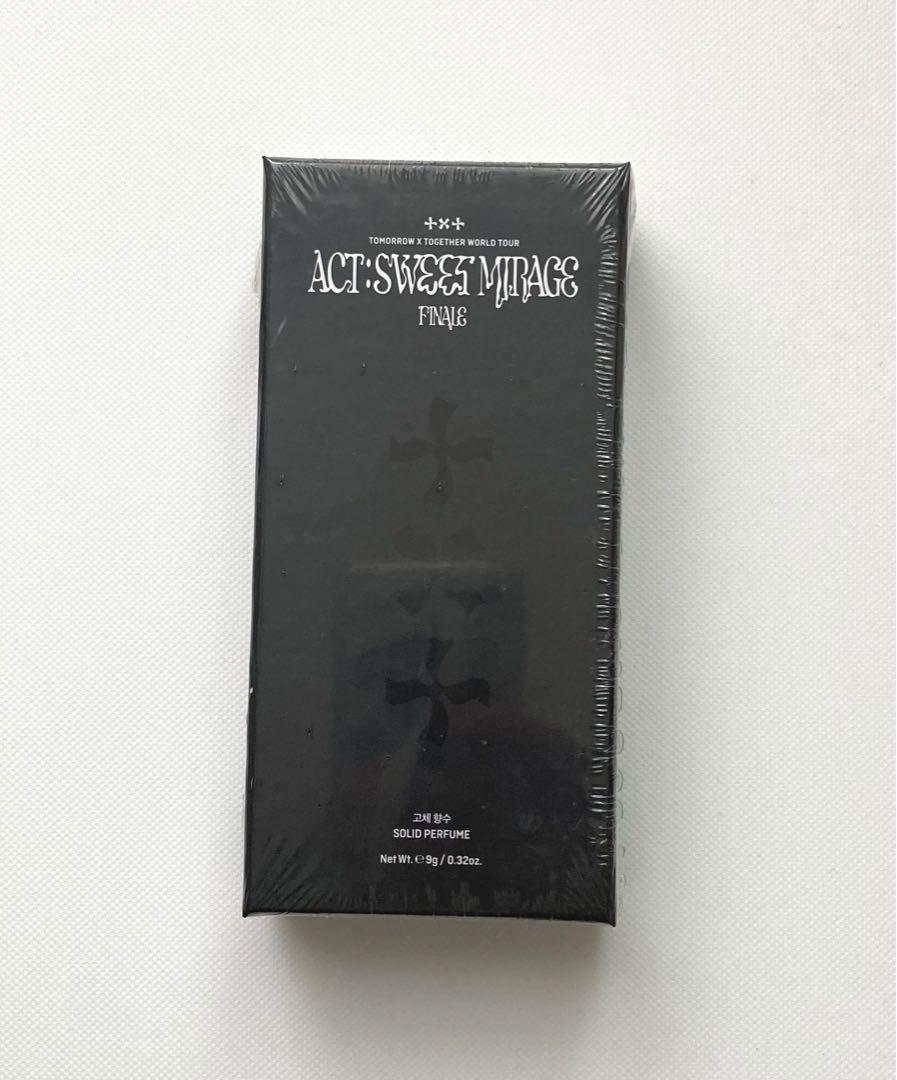 TXT
TOMORROW X TOGETHER WORLD TOUR
ACT:SWEET MIRAGE
FINALE
고체 향수
SOLID PERFUME
Net Wt. ℮ 9g / 0.32oz.